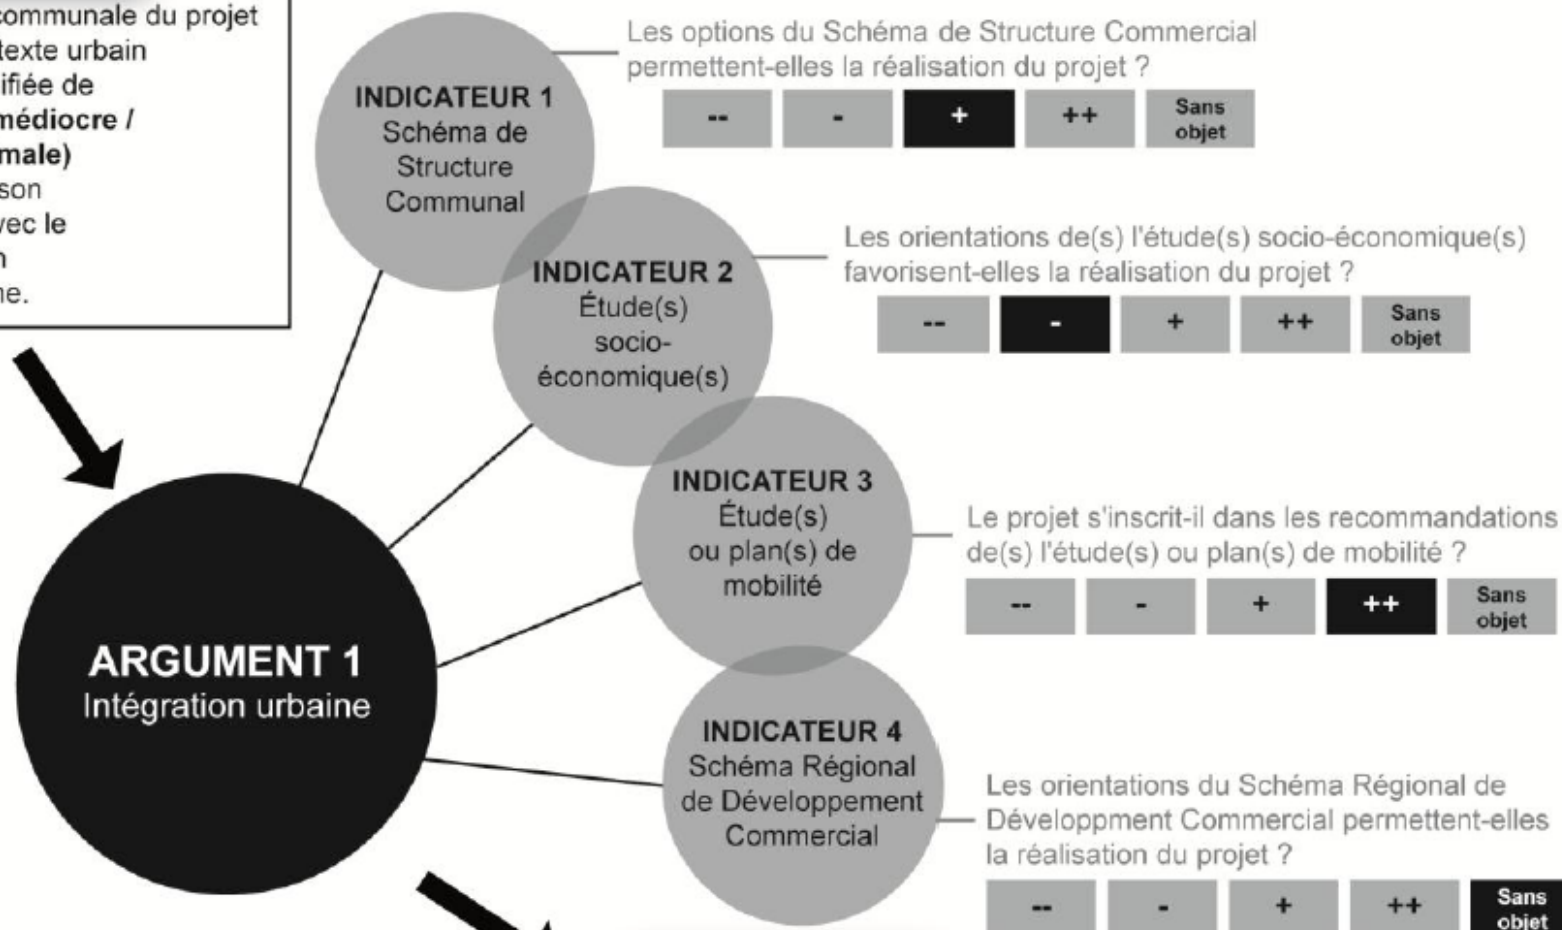 communale du projet
texte urbain
ifiée de
médiocre /
male)
son
vec le
n
ne.
INDICATEUR 1
Schéma de
Structure
Communal
Les options du Schéma de Structure Commercial
permettent-elles la réalisation du projet ?
-- - + ++ Sans objet
INDICATEUR 2
Étude(s)
socio-
économique(s)
Les orientations de(s) l'étude(s) socio-économique(s)
favorisent-elles la réalisation du projet ?
-- - + ++ Sans objet
INDICATEUR 3
Étude(s)
ou plan(s) de
mobilité
Le projet s'inscrit-il dans les recommandations
de(s) l'étude(s) ou plan(s) de mobilité ?
-- - + ++ Sans objet
ARGUMENT 1
Intégration urbaine
INDICATEUR 4
Schéma Régional
de Développement
Commercial
Les orientations du Schéma Régional de
Développment Commercial permettent-elles
la réalisation du projet ?
-- - + ++ Sans objet